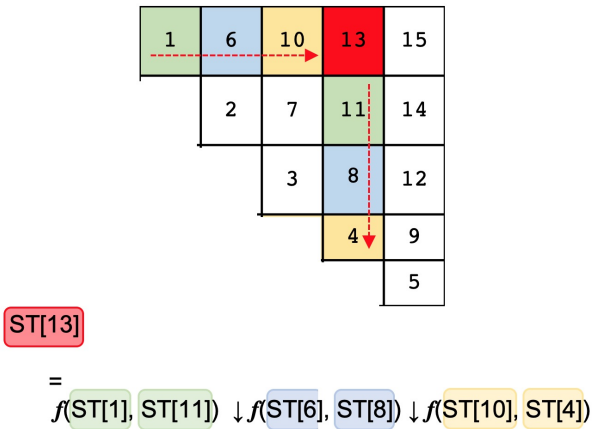 1 6 10 13 15
2 7 11 14
3 8 12
4 9
5
ST[13]
=
f(ST[1], ST[11]) ↓ f(ST[6], ST[8]) ↓ f(ST[10], ST[4])